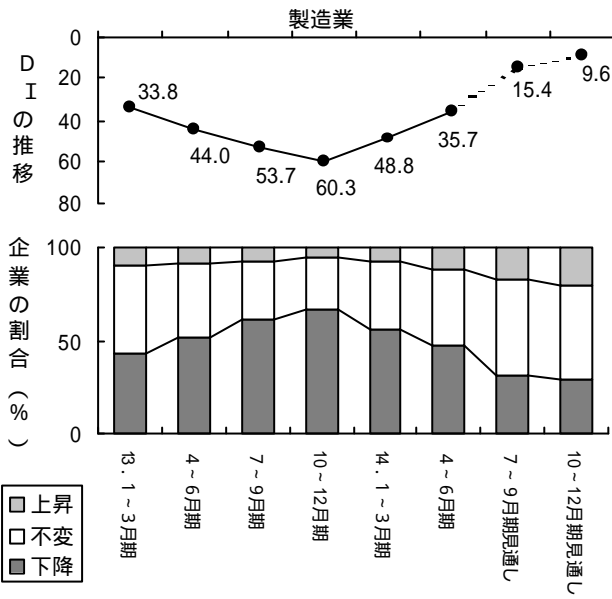 製造業
DIの推移
0
20
40
60
80
33.8
44.0
53.7
60.3
48.8
35.7
15.4
9.6
企業の割合(%)
100
50
0
13.1~3月期
4~6月期
7~9月期
10~12月期
14.1~3月期
4~6月期
7~9月期見通し
10~12月期見通し
上昇
不変
下降